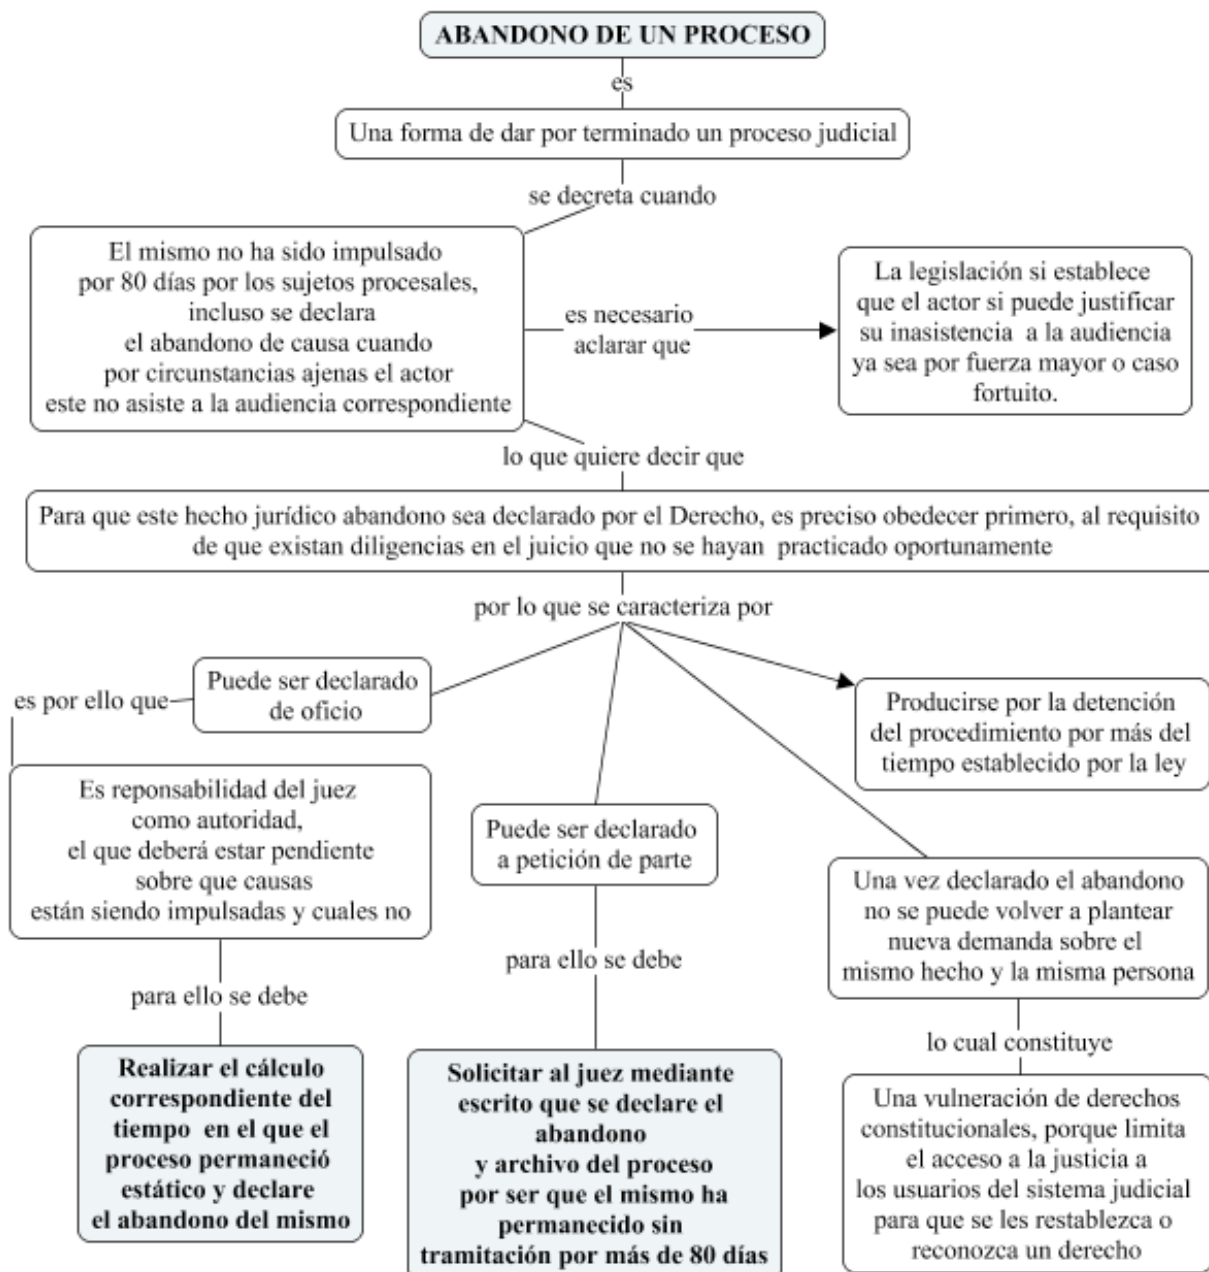 ABANDONO DE UN PROCESO
es
Una forma de dar por terminado un proceso judicial
se decreta cuando
El mismo no ha sido impulsado
por 80 días por los sujetos procesales,
incluso se declara
el abandono de causa cuando
por circunstancias ajenas el actor
este no asiste a la audiencia correspondiente
es necesario
aclarar que
La legislación si establece
que el actor si puede justificar
su inasistencia a la audiencia
ya sea por fuerza mayor o caso
fortuito.
lo que quiere decir que
Para que este hecho jurídico abandono sea declarado por el Derecho, es preciso obedecer primero, al requisito
de que existan diligencias en el juicio que no se hayan practicado oportunamente
por lo que se caracteriza por
Puede ser declarado
de oficio
es por ello que
Es reponsabilidad del juez
como autoridad,
el que deberá estar pendiente
sobre que causas
están siendo impulsadas y cuales no
para ello se debe
Realizar el cálculo
correspondiente del
tiempo en el que el
proceso permaneció
estático y declare
el abandono del mismo
Puede ser declarado
a petición de parte
para ello se debe
Solicitar al juez mediante
escrito que se declare el
abandono
y archivo del proceso
por ser que el mismo ha
permanecido sin
tramitación por más de 80 días
Producirse por la detención
del procedimiento por más del
tiempo establecido por la ley
Una vez declarado el abandono
no se puede volver a plantear
nueva demanda sobre el
mismo hecho y la misma persona
lo cual constituye
Una vulneración de derechos
constitucionales, porque limita
el acceso a la justicia a
los usuarios del sistema judicial
para que se les restablezca o
reconozca un derecho